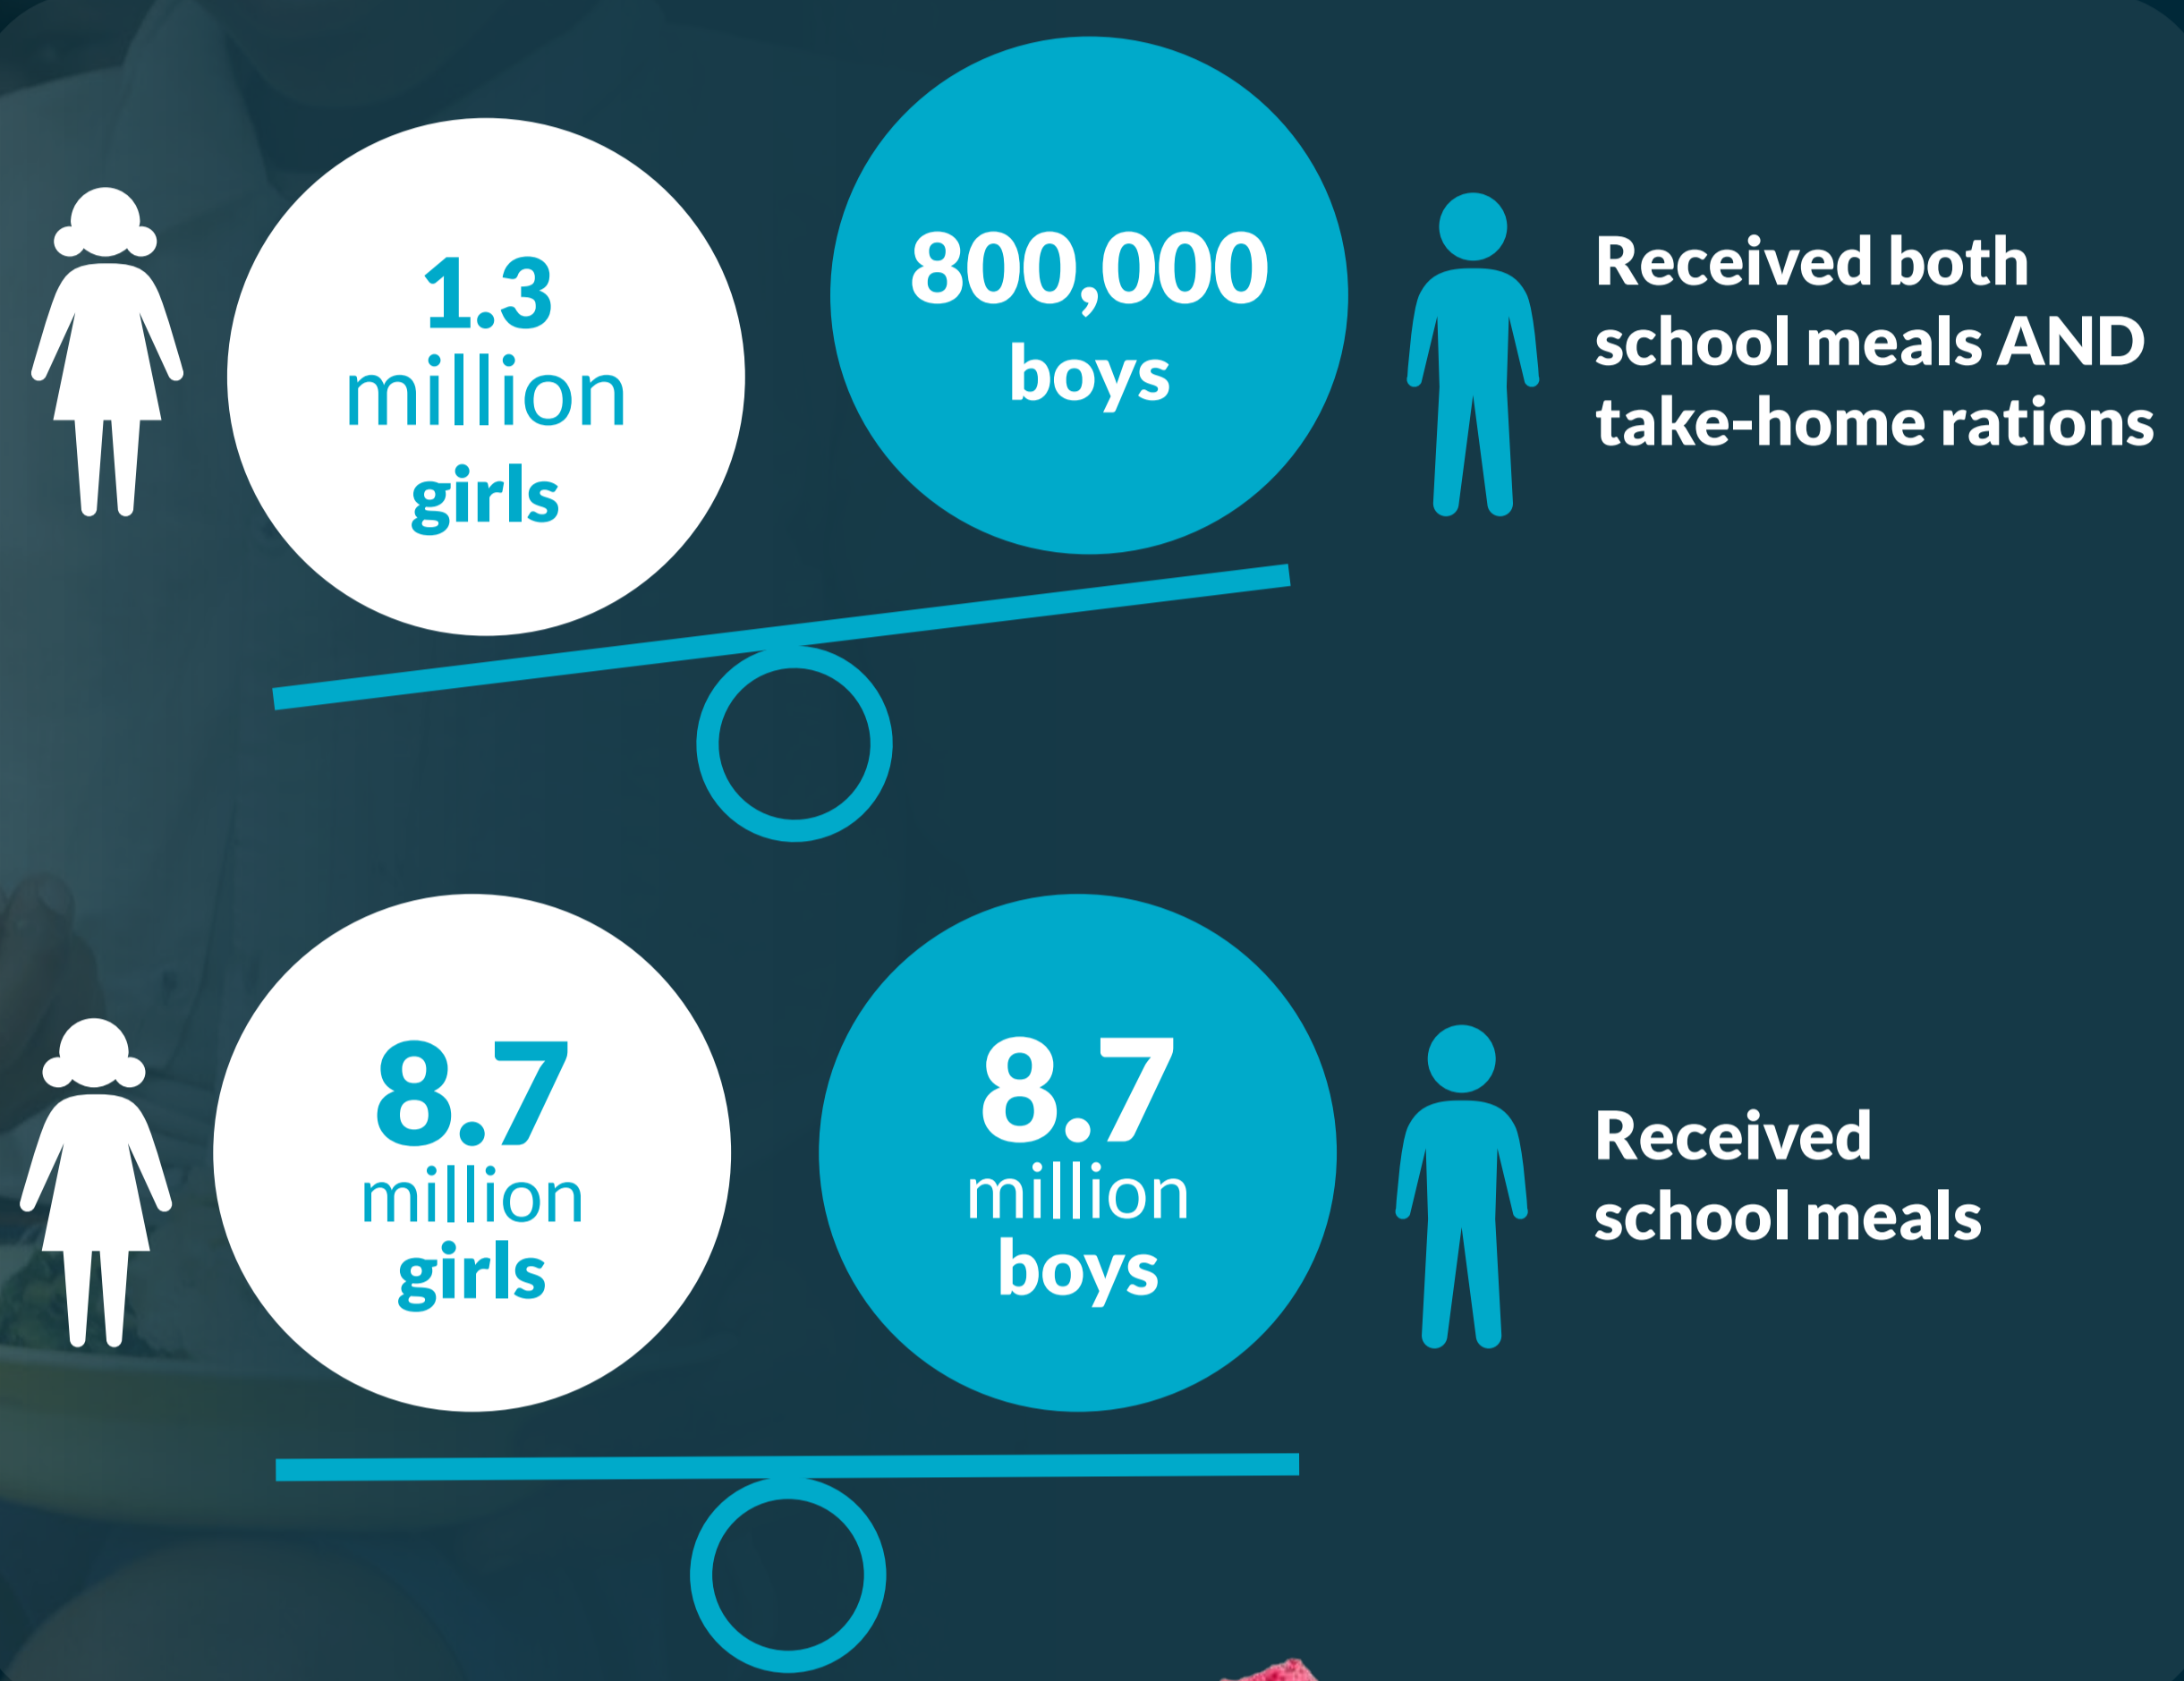 1.3
million
girls
800,000
boys
Received both
school meals AND
take-home rations
8.7
million
girls
8.7
million
boys
Received
school meals